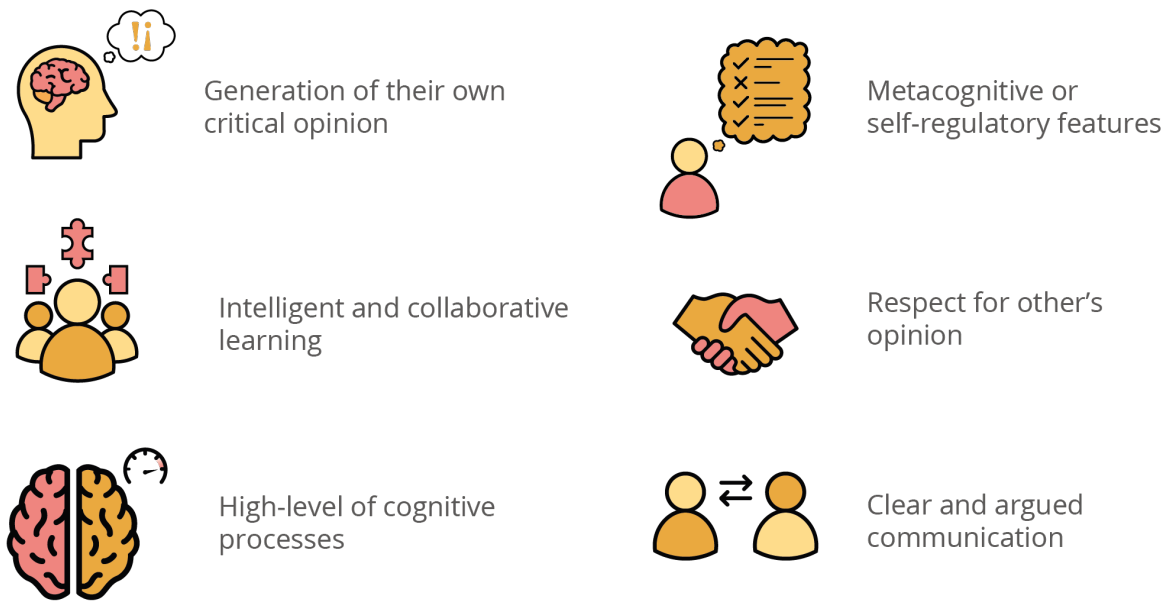 Generation of their own
critical opinion
Metacognitive or
self-regulatory features
Intelligent and collaborative
learning
Respect for other’s
opinion
High-level of cognitive
processes
Clear and argued
communication